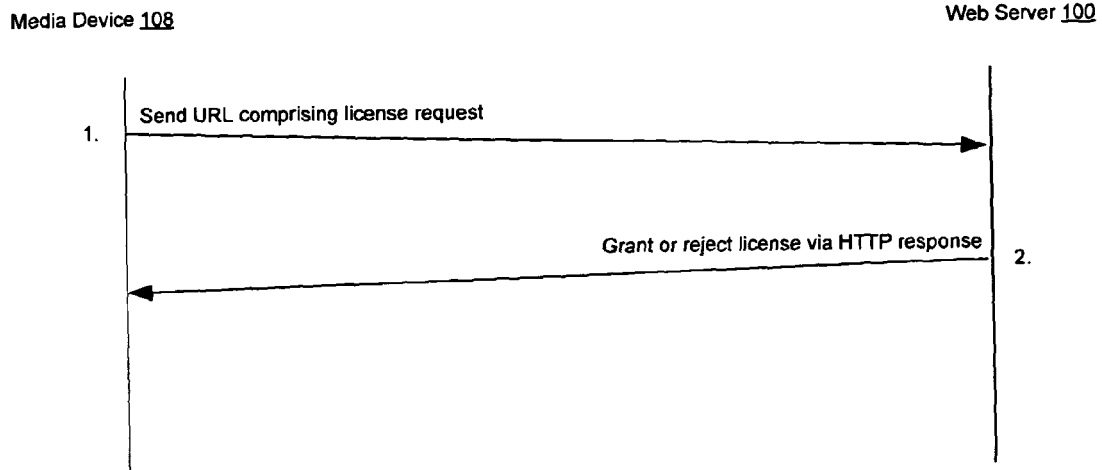 Media Device 108
Web Server 100
1.
Send URL comprising license request
Grant or reject license via HTTP response
2.